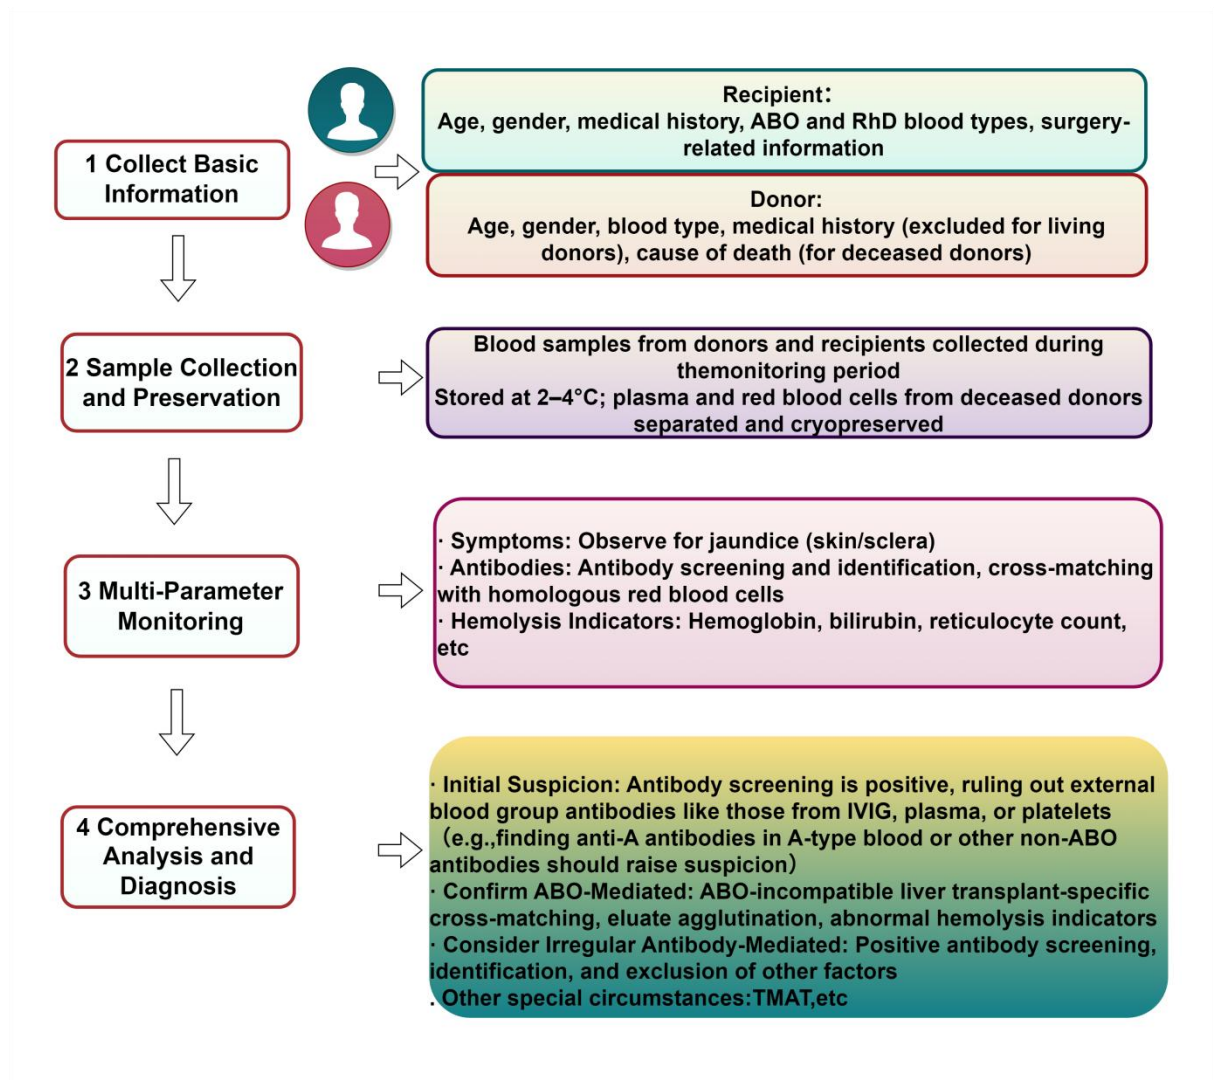 1 Collect Basic
Information
Recipient：
Age, gender, medical history, ABO and RhD blood types, surgery-
related information
Donor:
Age, gender, blood type, medical history (excluded for living
donors), cause of death (for deceased donors)
2 Sample Collection
and Preservation
Blood samples from donors and recipients collected during
themonitoring period
Stored at 2–4°C; plasma and red blood cells from deceased donors
separated and cryopreserved
3 Multi-Parameter
Monitoring
· Symptoms: Observe for jaundice (skin/sclera)
· Antibodies: Antibody screening and identification, cross-matching
with homologous red blood cells
· Hemolysis Indicators: Hemoglobin, bilirubin, reticulocyte count,
etc
4 Comprehensive
Analysis and
Diagnosis
· Initial Suspicion: Antibody screening is positive, ruling out external
blood group antibodies like those from IVIG, plasma, or platelets
（e.g.,finding anti-A antibodies in A-type blood or other non-ABO
antibodies should raise suspicion）
· Confirm ABO-Mediated: ABO-incompatible liver transplant-specific
cross-matching, eluate agglutination, abnormal hemolysis indicators
· Consider Irregular Antibody-Mediated: Positive antibody screening,
identification, and exclusion of other factors
. Other special circumstances:TMAT,etc